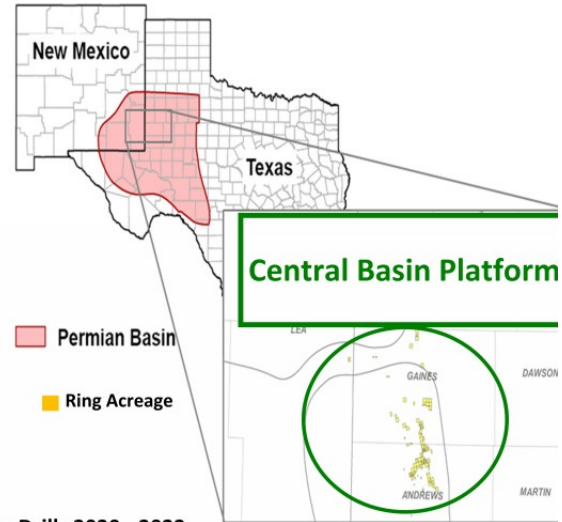 New Mexico
Texas
Central Basin Platform
LEA
GAINES
DAWSON
Permian Basin
Ring Acreage
ANDREWS
MARTIN